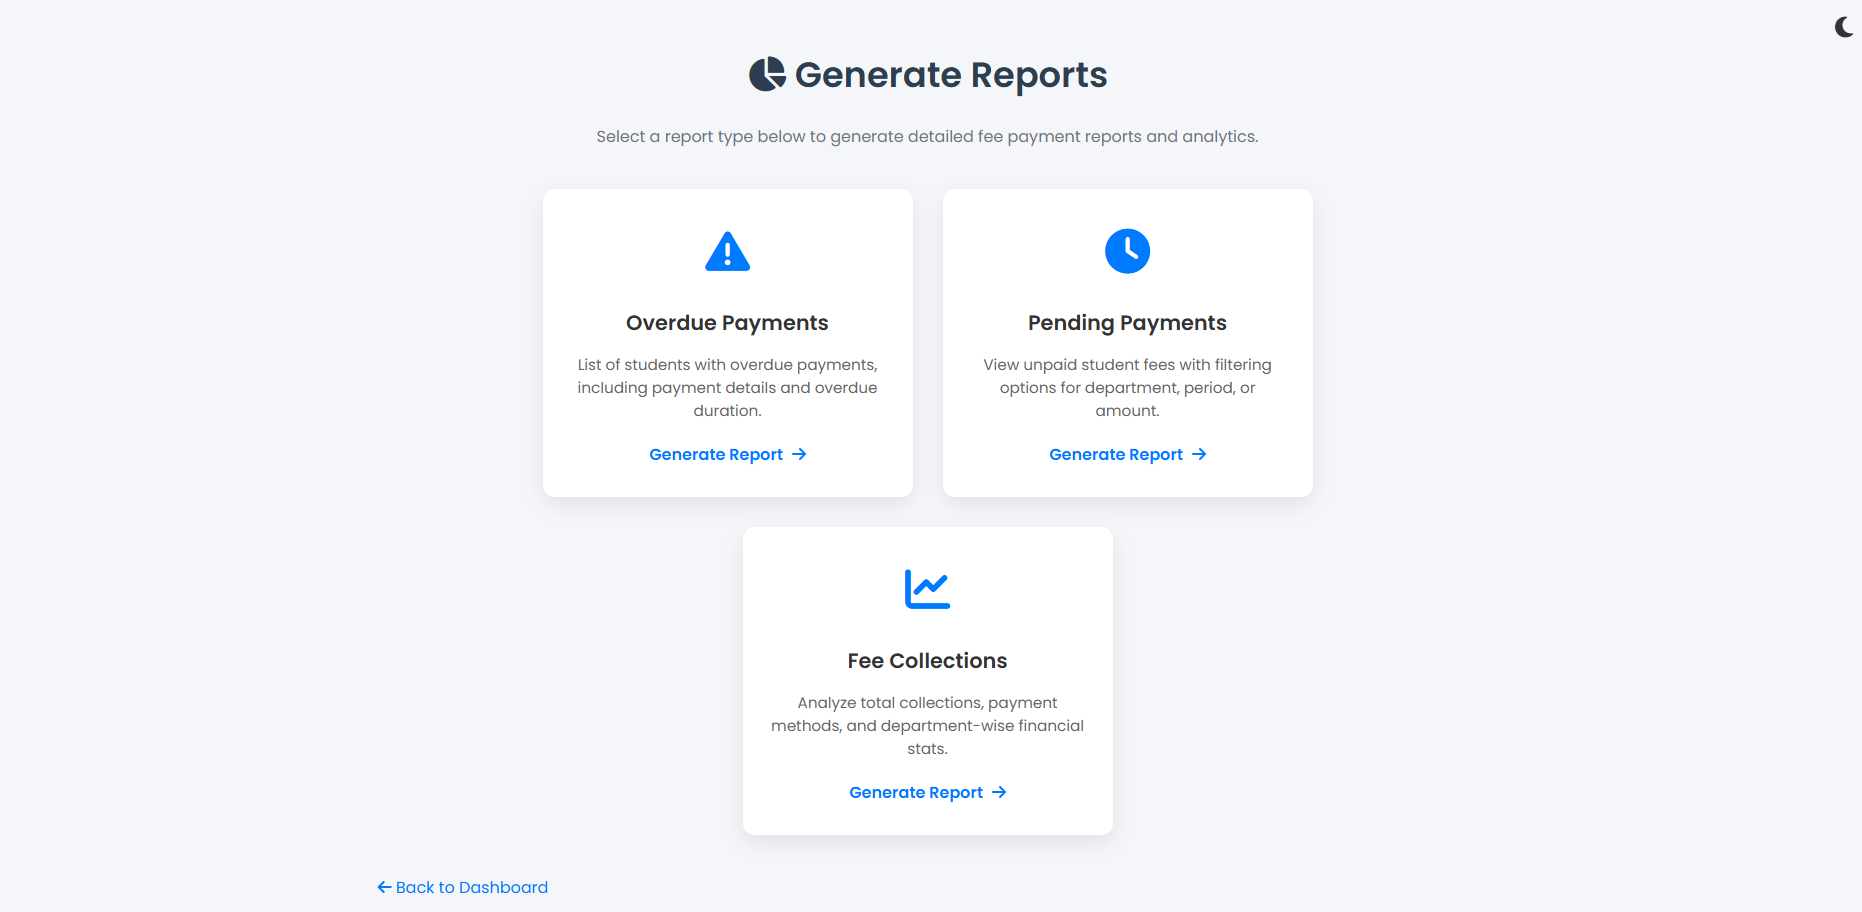 Generate Reports
Select a report type below to generate detailed fee payment reports and analytics.
Overdue Payments
List of students with overdue payments,
including payment details and overdue
duration.
Generate Report
Pending Payments
View unpaid student fees with filtering
options for department, period, or
amount.
Generate Report
Fee Collections
Analyze total collections, payment
methods, and department-wise financial
stats.
Generate Report
Back to Dashboard